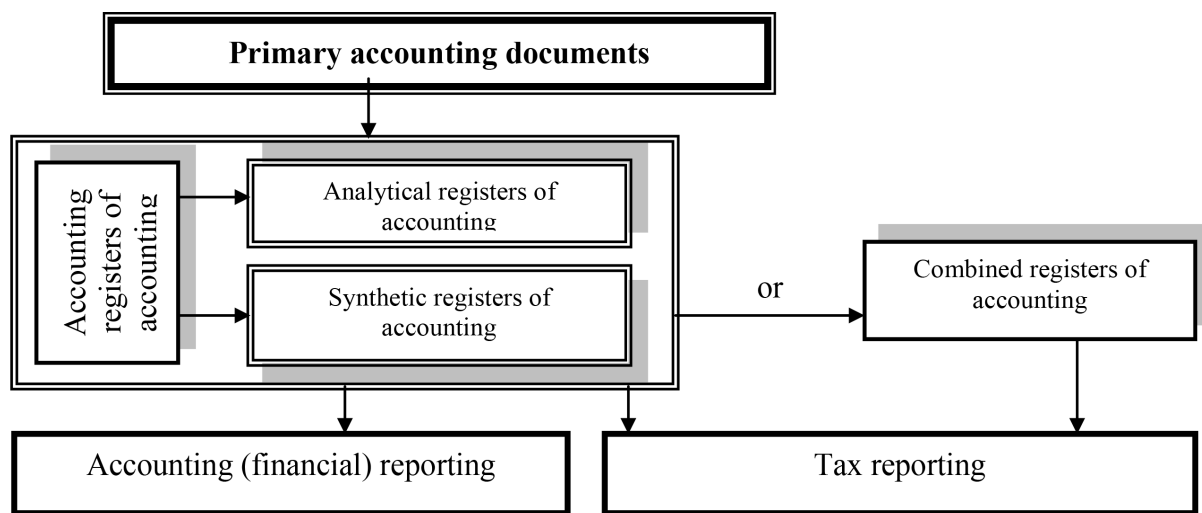 Primary accounting documents
Accounting
registers of
accounting
Analytical registers of
accounting
Synthetic registers of
accounting
or
Combined registers of
accounting
Accounting (financial) reporting
Tax reporting